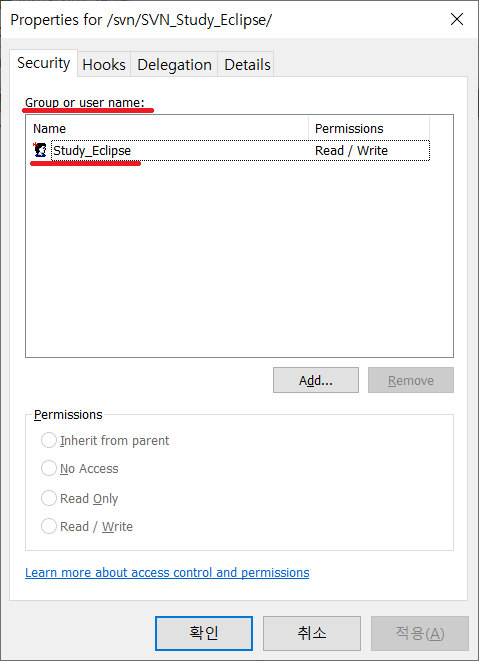 Properties for /svn/SVN_Study_Eclipse/
Security Hooks Delegation Details
Group or user name:
Name Permissions
Study_Eclipse Read / Write
Add... Remove
Permissions
Inherit from parent
No Access
Read Only
Read / Write
Learn more about access control and permissions
확인 취소 적용(A)